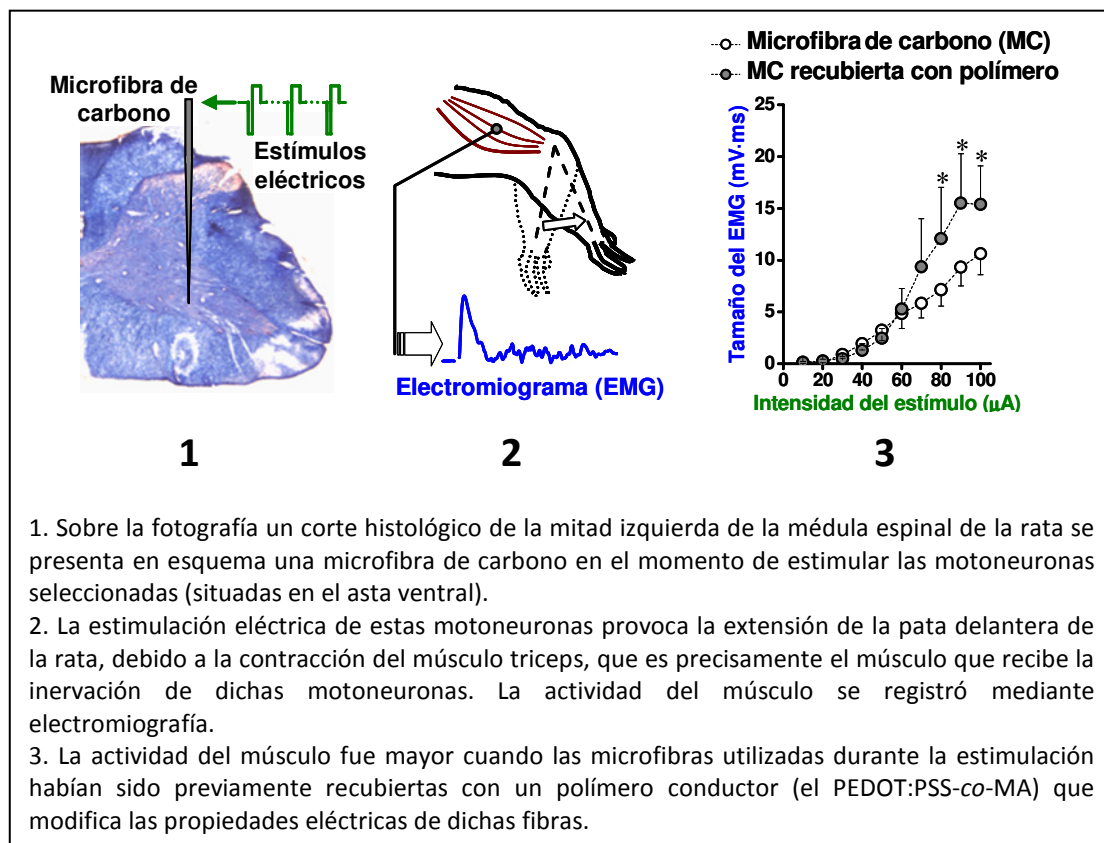 Microfibra de carbono (MC)
MC recubierta con polímero
Microfibra de
carbono
Estímulos
eléctricos
Electromiograma (EMG)
Tamaño del EMG (mV·ms)
25
20
15
10
5
0
* * *
0 20 40 60 80 100
Intensidad del estímulo (µA)
1 2 3
1. Sobre la fotografía un corte histológico de la mitad izquierda de la médula espinal de la rata se
presenta en esquema una microfibra de carbono en el momento de estimular las motoneuronas
seleccionadas (situadas en el asta ventral).
2. La estimulación eléctrica de estas motoneuronas provoca la extensión de la pata delantera de
la rata, debido a la contracción del músculo triceps, que es precisamente el músculo que recibe la
inervación de dichas motoneuronas. La actividad del músculo se registró mediante
electromiografía.
3. La actividad del músculo fue mayor cuando las microfibras utilizadas durante la estimulación
habían sido previamente recubiertas con un polímero conductor (el PEDOT:PSS-co-MA) que
modifica las propiedades eléctricas de dichas fibras.